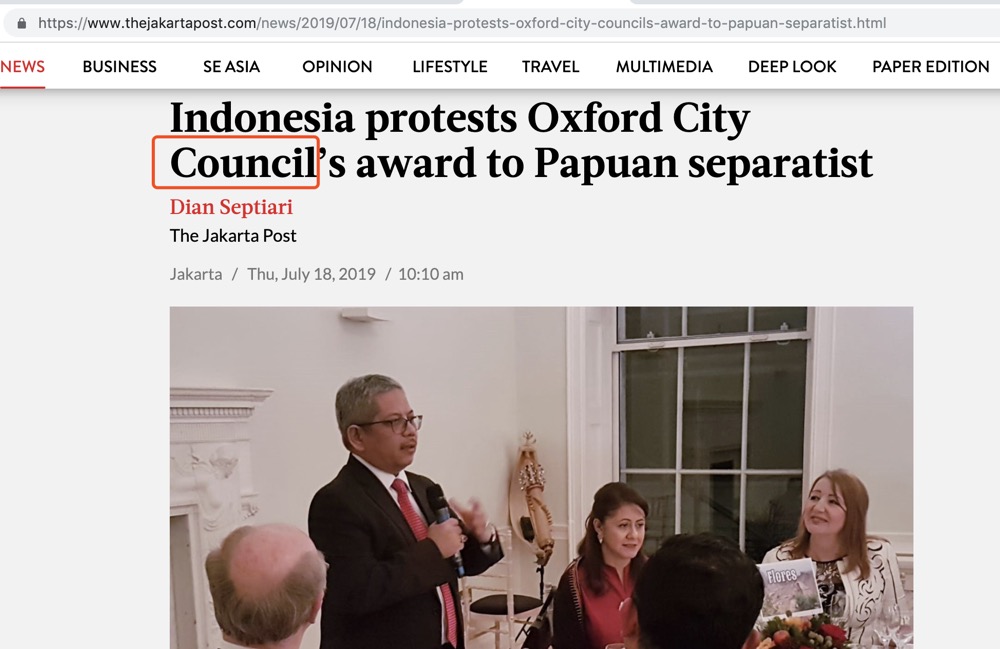 https://www.thejakartapost.com/news/2019/07/18/indonesia-protests-oxford-city-councils-award-to-papuan-separatist.html
NEWS BUSINESS SE ASIA OPINION LIFESTYLE TRAVEL MULTIMEDIA DEEP LOOK PAPER EDITION
Indonesia protests Oxford City
Council’s award to Papuan separatist
Dian Septiari
The Jakarta Post
Jakarta / Thu, July 18, 2019 / 10:10 am
Flores